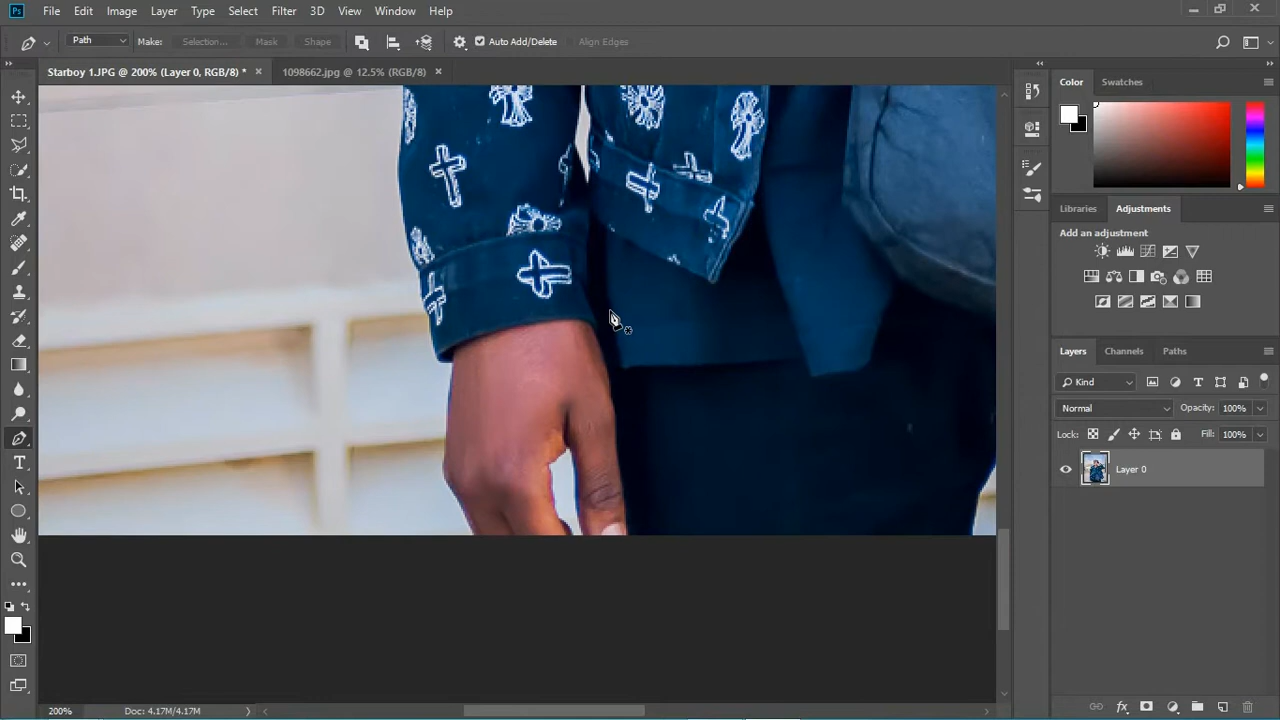 Ps File Edit Image Layer Type Select Filter 3D View Window Help
Path Make: Selection... Mask Shape Auto Add/Delete Align Edges
Starboy 1.JPG @ 200% (Layer 0, RGB/8) * × 1098662.jpg @ 12.5% (RGB/8) ×
Color Swatches
Libraries Adjustments
Add an adjustment
Layers Channels Paths
Kind
Normal Opacity: 100%
Lock: Fill: 100%
Layer 0
200% Doc: 4.17M/4.17M